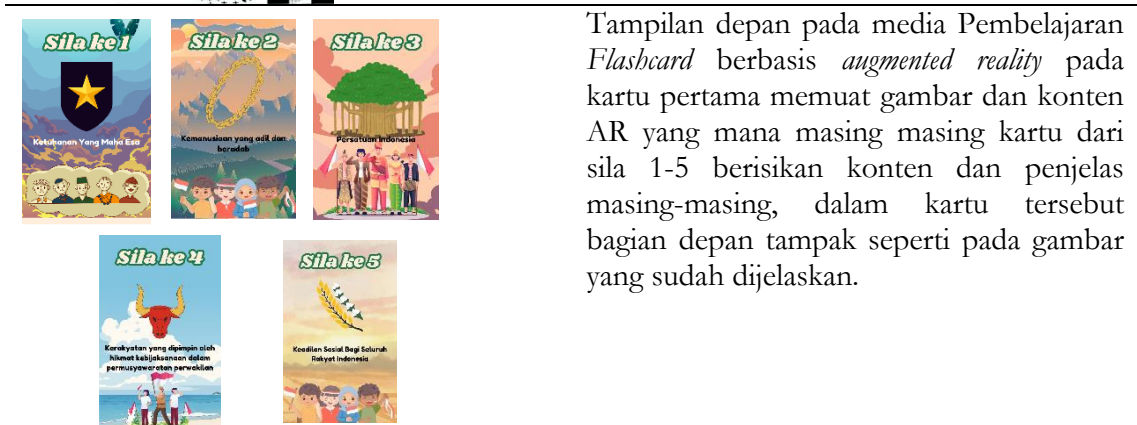 Sila ke 1
Ketuhanan Yang Maha Esa
Sila ke 2
Kemanusiaan yang adil dan
beradab
Sila ke 3
Persatuan Indonesia
Sila ke 4
Kerakyatan yang dipimpin oleh
hikmat kebijaksanaan dalam
permusyawaratan perwakilan
Sila ke 5
Keadilan Sosial Bagi Seluruh
Rakyat Indonesia
Tampilan depan pada media Pembelajaran
Flashcard berbasis augmented reality pada
kartu pertama memuat gambar dan konten
AR yang mana masing masing kartu dari
sila 1-5 berisikan konten dan penjelas
masing-masing, dalam kartu tersebut
bagian depan tampak seperti pada gambar
yang sudah dijelaskan.